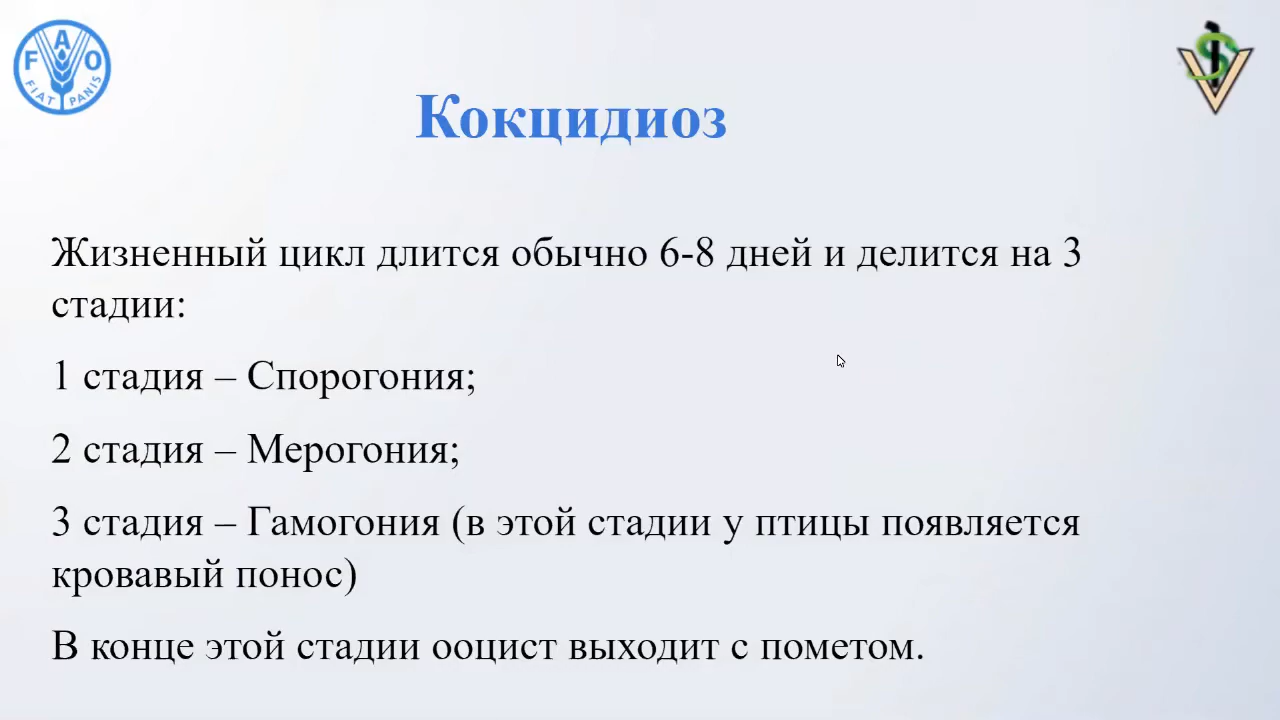 F A O
FIAT PANIS
Кокцидиоз
Жизненный цикл длится обычно 6-8 дней и делится на 3
стадии:
1 стадия – Спорогония;
2 стадия – Мерогония;
3 стадия – Гамогония (в этой стадии у птицы появляется
кровавый понос)
В конце этой стадии ооцист выходит с пометом.